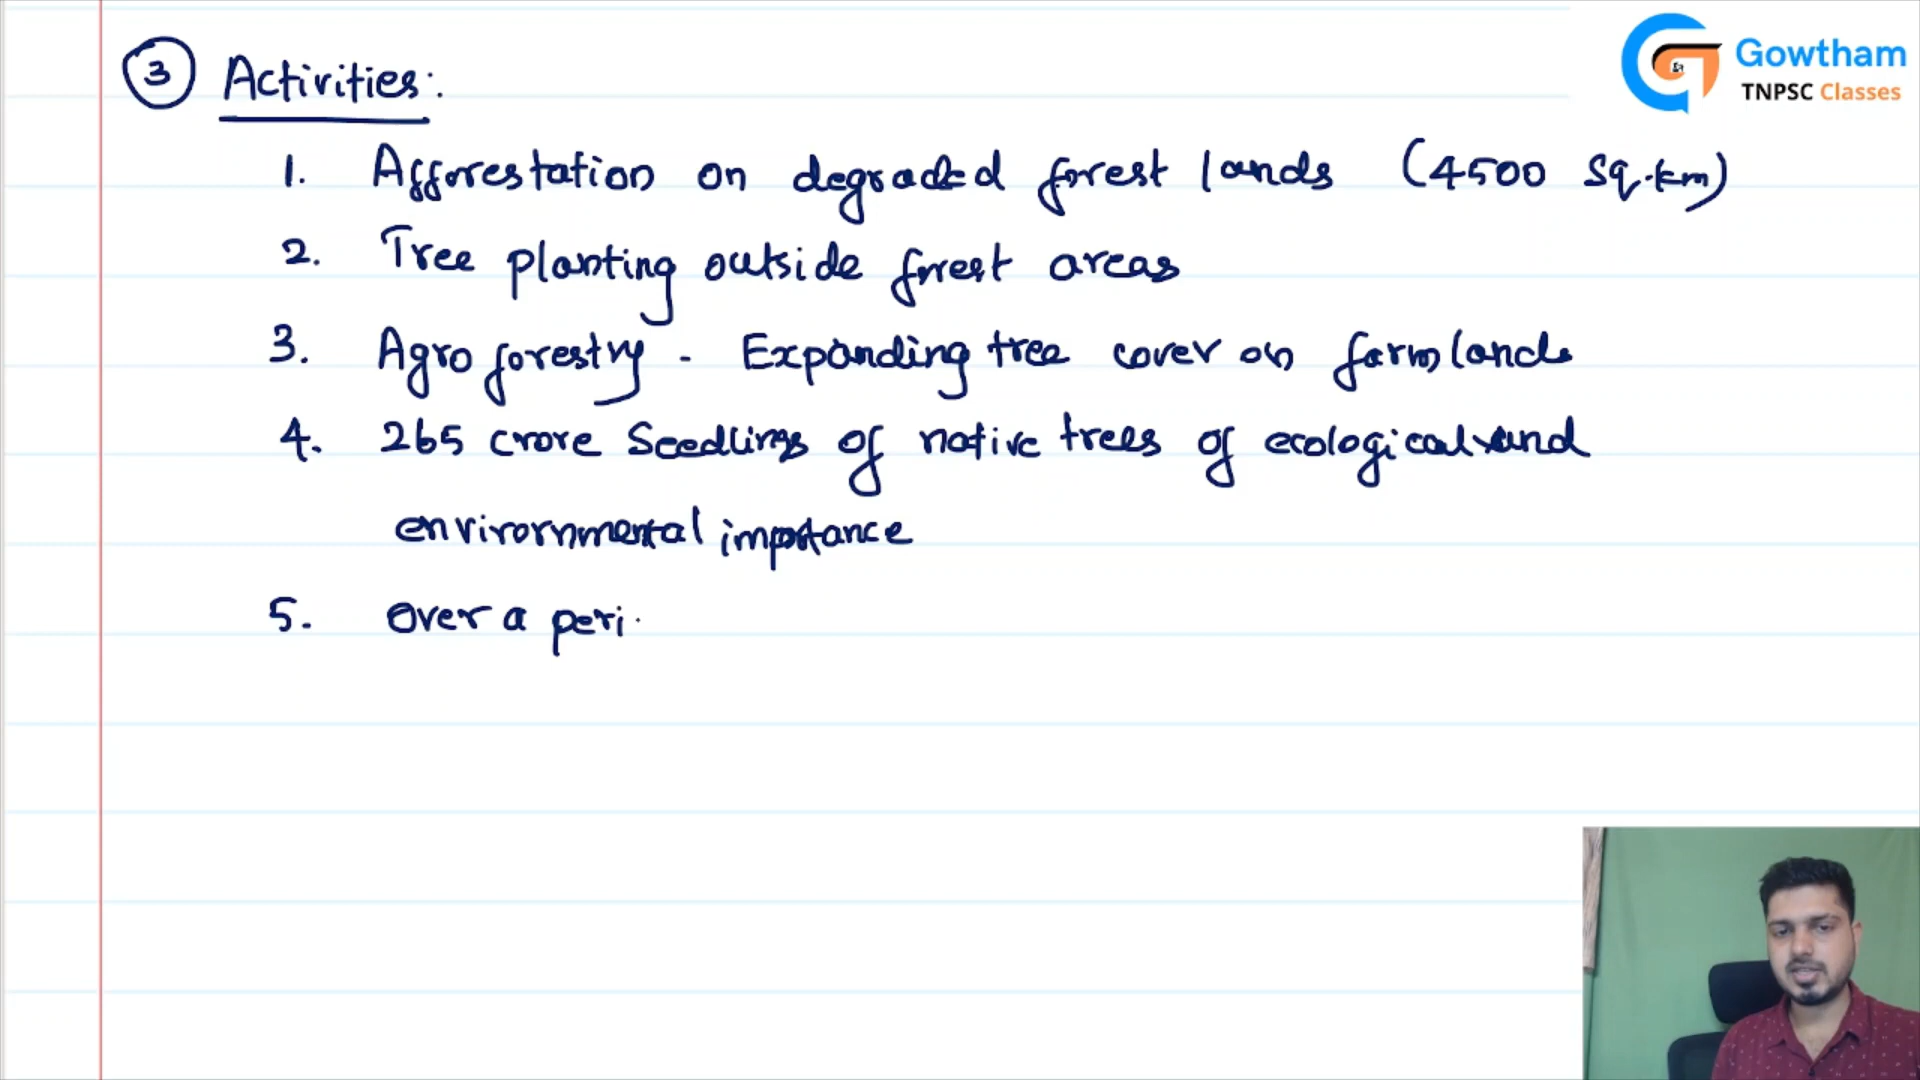 3 Activities:
Gowtham
TNPSC Classes
1. Afforestation on degraded forest lands (4500 Sq.km)
2. Tree planting outside forest areas
3. Agro forestry - Expanding tree cover on farm lands
4. 265 crore Seedlings of native trees of ecological and
environmental importance
5. Over a peri